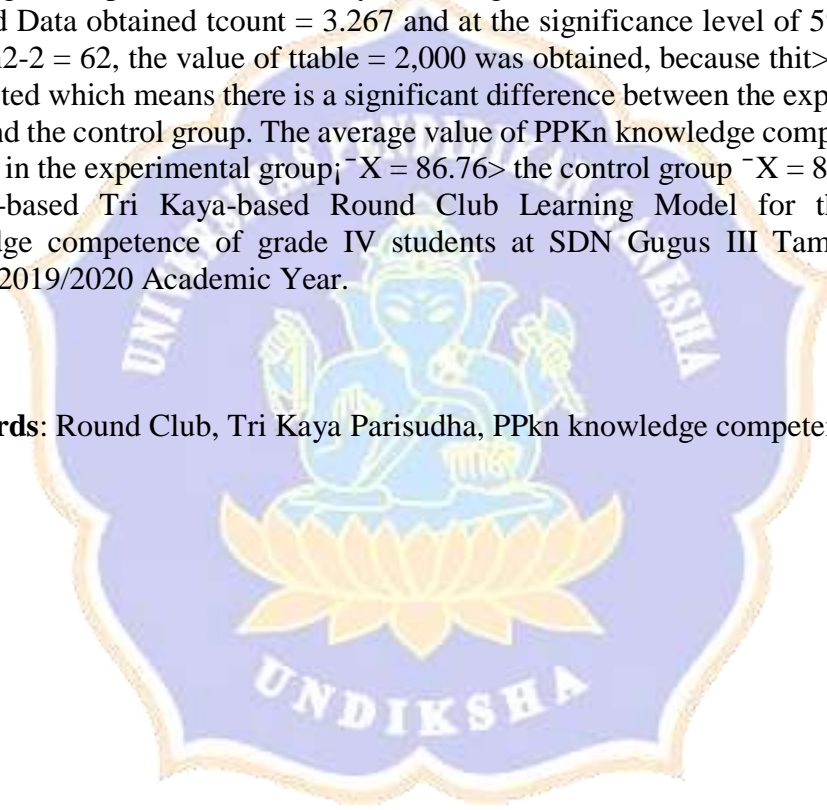 d Data obtained tcount = 3.267 and at the significance level of 5
2-2 = 62, the value of ttable = 2,000 was obtained, because thit>
ted which means there is a significant difference between the exp
nd the control group. The average value of PPKn knowledge comp
in the experimental group¡¯X = 86.76> the control group ¯X = 8
-based Tri Kaya-based Round Club Learning Model for th
dge competence of grade IV students at SDN Gugus III Tam
2019/2020 Academic Year.
rds: Round Club, Tri Kaya Parisudha, PPkn knowledge compete
UNIVERSITAS PENDIDIKAN GANESHA
UNDIKSHA